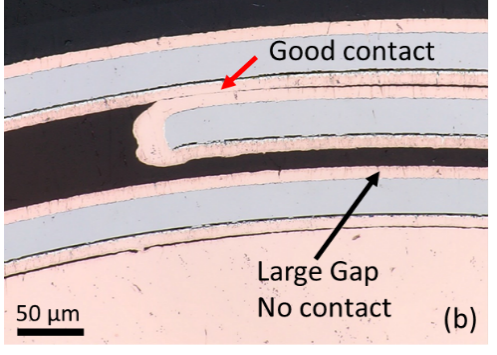 Good contact
Large Gap
No contact
50 μm
(b)